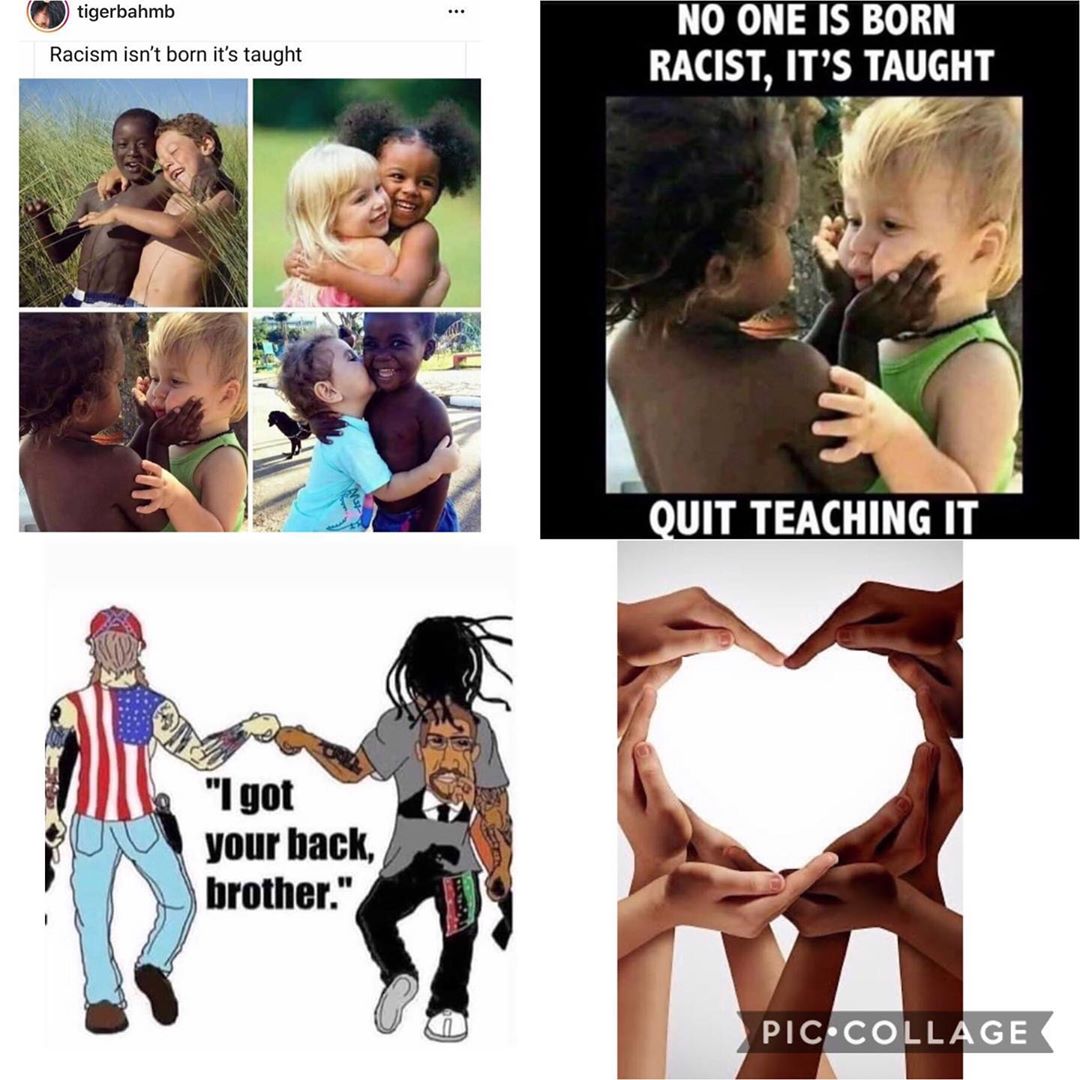 tigerbahmb
Racism isn’t born it’s taught
NO ONE IS BORN
RACIST, IT’S TAUGHT
QUIT TEACHING IT
"I got
your back,
brother."
PIC•COLLAGE